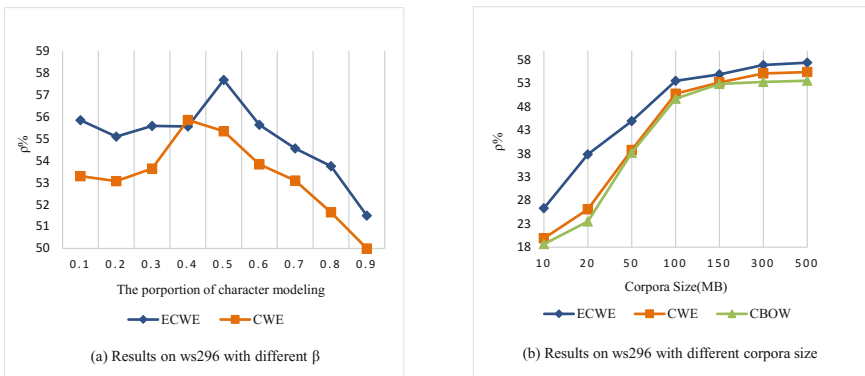 59
58
57
56
55
54
53
52
51
50
ρ%
0.1 0.2 0.3 0.4 0.5 0.6 0.7 0.8 0.9
The porportion of character modeling
ECWE CWE
(a) Results on ws296 with different β
58
53
48
43
38
33
28
23
18
ρ%
10 20 50 100 150 300 500
Corpora Size(MB)
ECWE CWE CBOW
(b) Results on ws296 with different corpora size